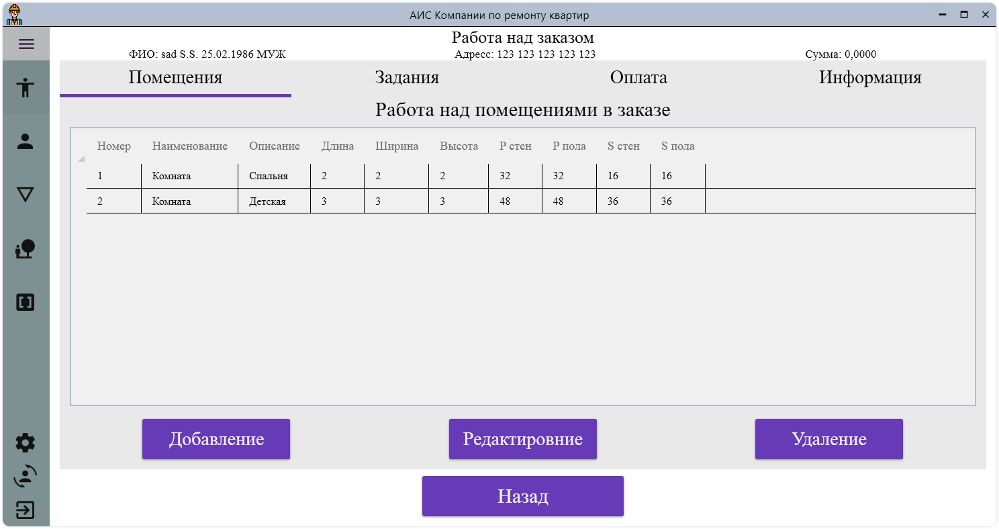 АИС Компании по ремонту квартир
Работа над заказом
ФИО: sad S.S. 25.02.1986 МУЖ Адресс: 123 123 123 123 123 Сумма: 0,0000
Помещения Задания Оплата Информация
Работа над помещениями в заказе
Номер Наименование Описание Длина Ширина Высота P стен P пола S стен S пола
1 Комната Спальня 2 2 2 32 32 16 16
2 Комната Детская 3 3 3 48 48 36 36
Добавление Редактировние Удаление
Назад